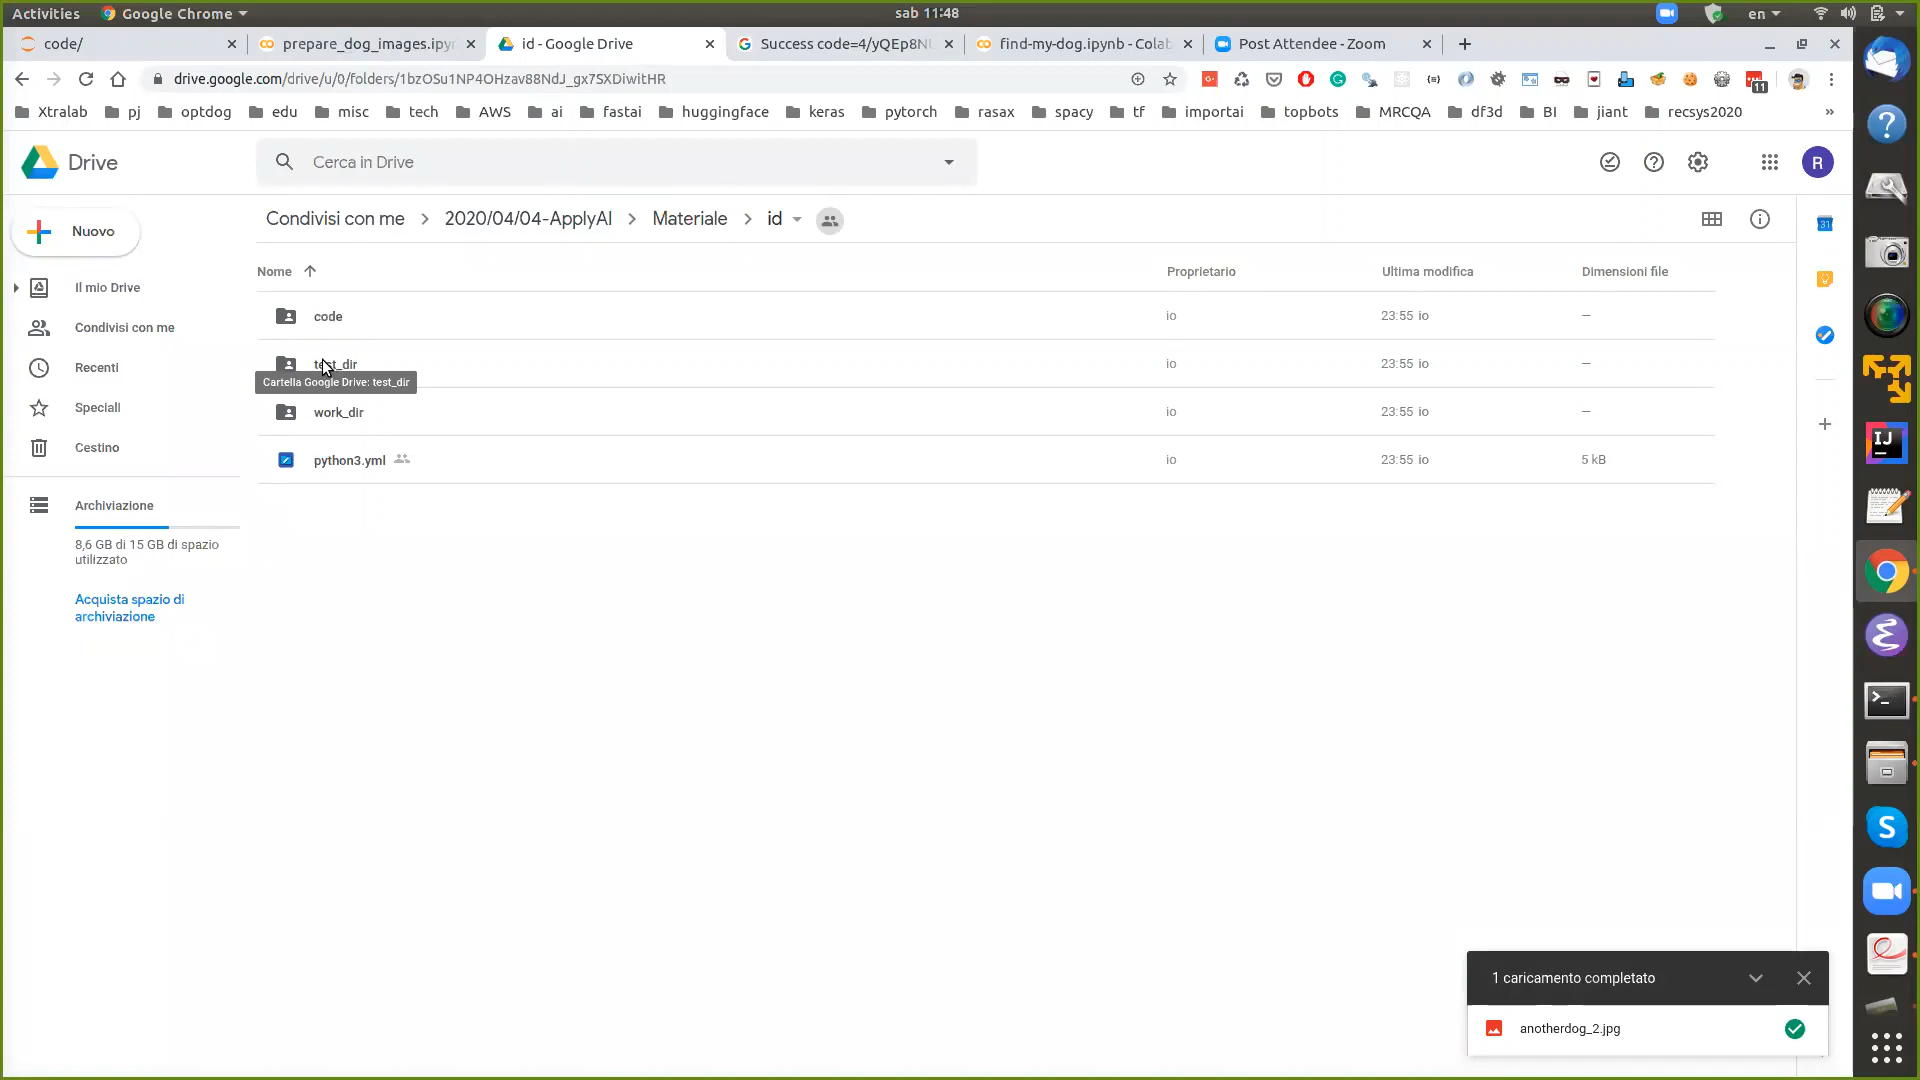 Activities Google Chrome sab 11:48 en
code/ prepare_dog_images.ipyn id - Google Drive Success code=4/yQEp8NL find-my-dog.ipynb - Colab Post Attendee - Zoom
drive.google.com/drive/u/0/folders/1bzOSu1NP4OHzav88NdJ_gx7SXDiwitHR 11
Xtralab pj optdog edu misc tech AWS ai fastai huggingface keras pytorch rasax spacy tf importai topbots MRCQA df3d BI jiant recsys2020 »
Drive Cerca in Drive R
Nuovo
Condivisi con me > 2020/04/04-ApplyAI > Materiale > id
Nome Proprietario Ultima modifica Dimensioni file
Il mio Drive
Condivisi con me
Recenti
Speciali
Cestino
Archiviazione
8,6 GB di 15 GB di spazio
utilizzato
Acquista spazio di
archiviazione
code io 23:55 io —
test_dir io 23:55 io —
Cartella Google Drive: test_dir
work_dir io 23:55 io —
python3.yml io 23:55 io 5 kB
31
IJ
S
1 caricamento completato
anotherdog_2.jpg